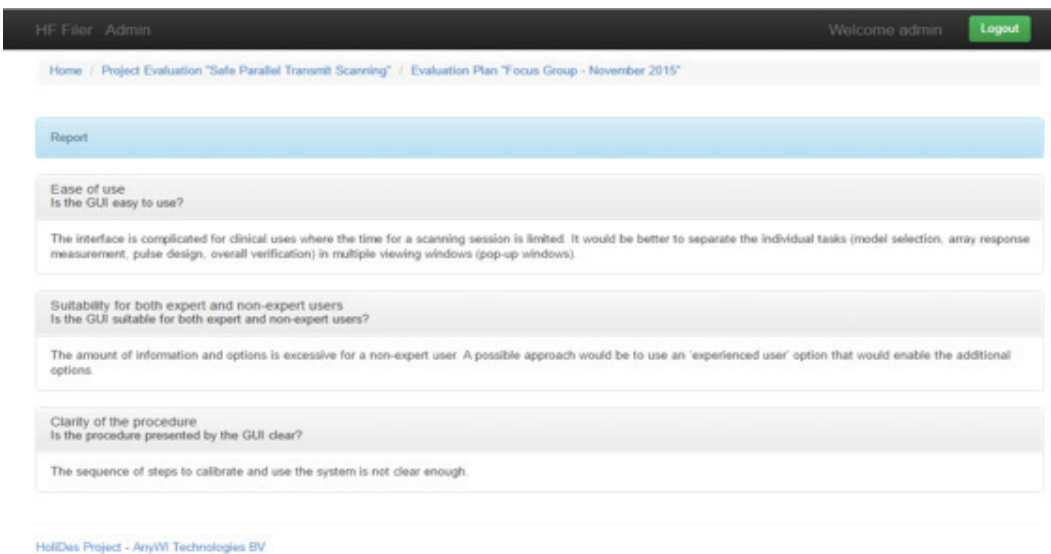 HF Filer Admin Welcome admin Logout
Home / Project Evaluation "Safe Parallel Transmit Scanning" / Evaluation Plan "Focus Group - November 2015"
Report
Ease of use
Is the GUI easy to use?
The interface is complicated for clinical uses where the time for a scanning session is limited. It would be better to separate the individual tasks (model selection, array response
measurement, pulse design, overall verification) in multiple viewing windows (pop-up windows).
Suitability for both expert and non-expert users
Is the GUI suitable for both expert and non-expert users?
The amount of information and options is excessive for a non-expert user. A possible approach would be to use an 'experienced user' option that would enable the additional
options.
Clarity of the procedure
Is the procedure presented by the GUI clear?
The sequence of steps to calibrate and use the system is not clear enough.
HoliDes Project - AnyWi Technologies BV